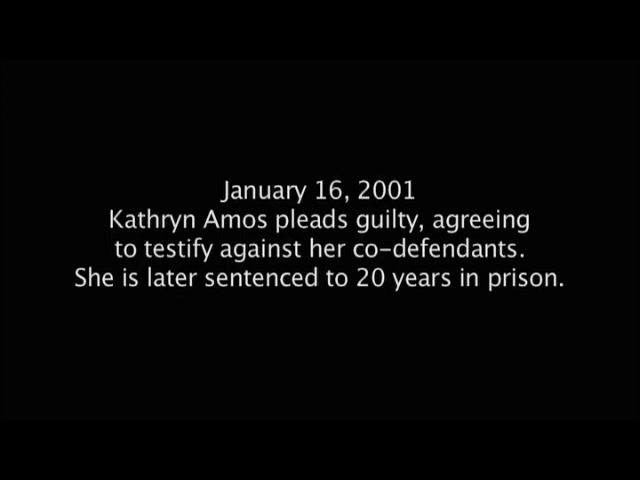 January 16, 2001
Kathryn Amos pleads guilty, agreeing
to testify against her co-defendants.
She is later sentenced to 20 years in prison.